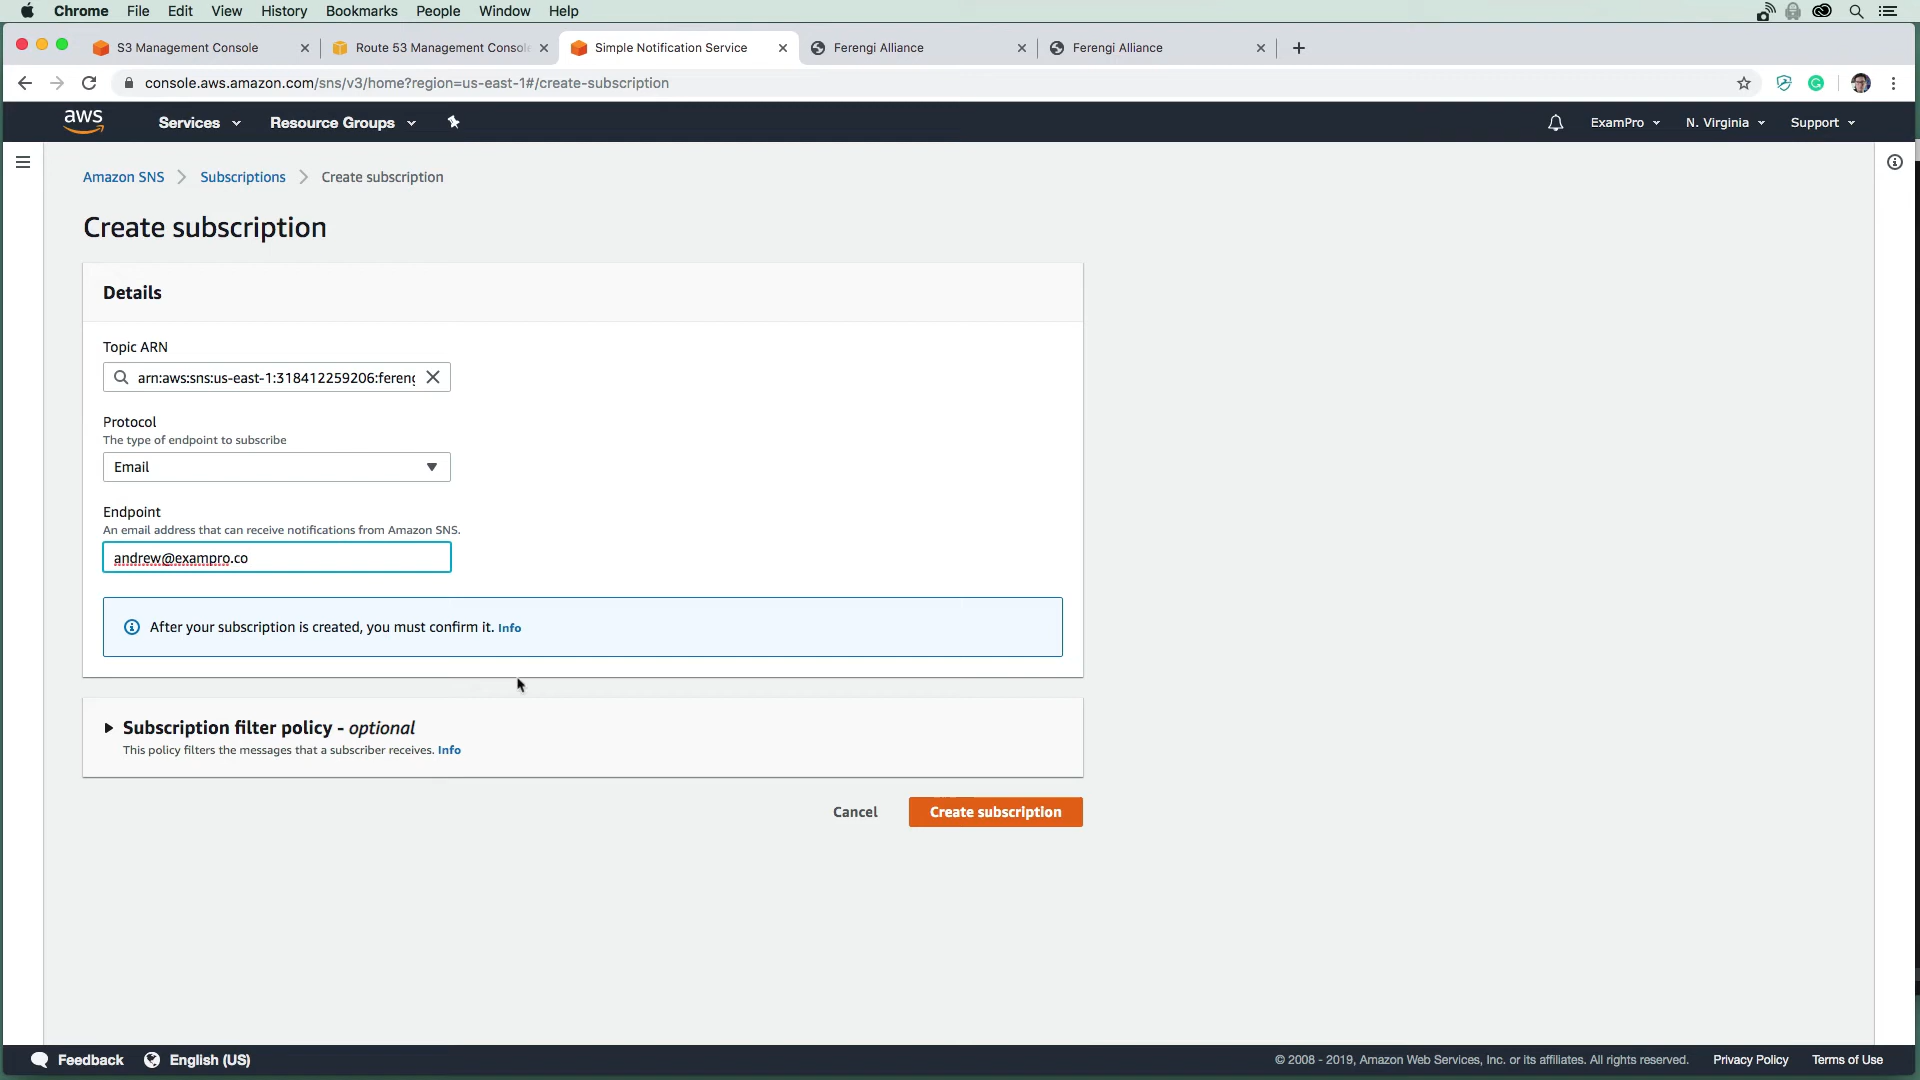 Chrome File Edit View History Bookmarks People Window Help
S3 Management Console
Route 53 Management Consol
Simple Notification Service
Ferengi Alliance
Ferengi Alliance
console.aws.amazon.com/sns/v3/home?region=us-east-1#/create-subscription
aws
Services
Resource Groups
ExamPro
N. Virginia
Support
Amazon SNS
Subscriptions
Create subscription
Create subscription
Details
Topic ARN
arn:aws:sns:us-east-1:318412259206:fereng
Protocol
The type of endpoint to subscribe
Email
Endpoint
An email address that can receive notifications from Amazon SNS.
andrew@exampro.co
After your subscription is created, you must confirm it. Info
Subscription filter policy - optional
This policy filters the messages that a subscriber receives. Info
Cancel
Create subscription
Feedback
English (US)
© 2008 - 2019, Amazon Web Services, Inc. or its affiliates. All rights reserved.
Privacy Policy
Terms of Use